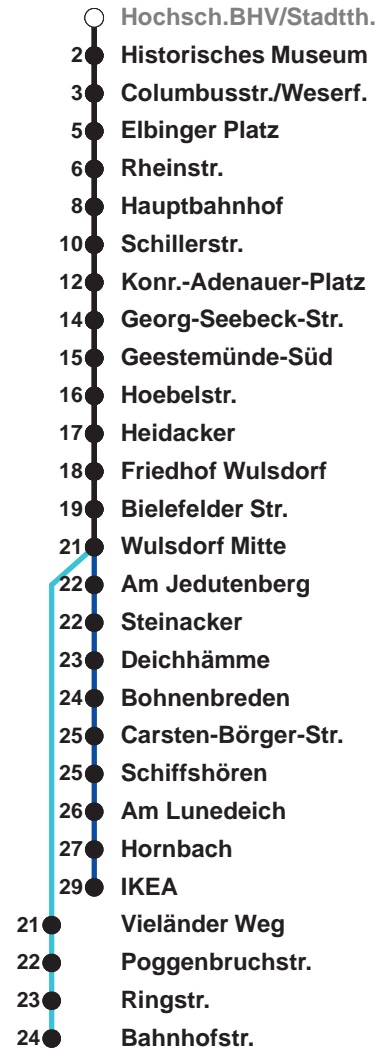 Hochsch.BHV/Stadtth.
2 Historisches Museum
3 Columbusstr./Weserf.
5 Elbinger Platz
6 Rheinstr.
8 Hauptbahnhof
10 Schillerstr.
12 Konr.-Adenauer-Platz
14 Georg-Seebeck-Str.
15 Geestemünde-Süd
16 Hoebelstr.
17 Heidacker
18 Friedhof Wulsdorf
19 Bielefelder Str.
21 Wulsdorf Mitte
22 Am Jedutenberg
22 Steinacker
23 Deichhämme
24 Bohnenbreden
25 Carsten-Börger-Str.
25 Schiffshören
26 Am Lunedeich
27 Hornbach
29 IKEA
21 Vieländer Weg
22 Poggenbruchstr.
23 Ringstr.
24 Bahnhofstr.